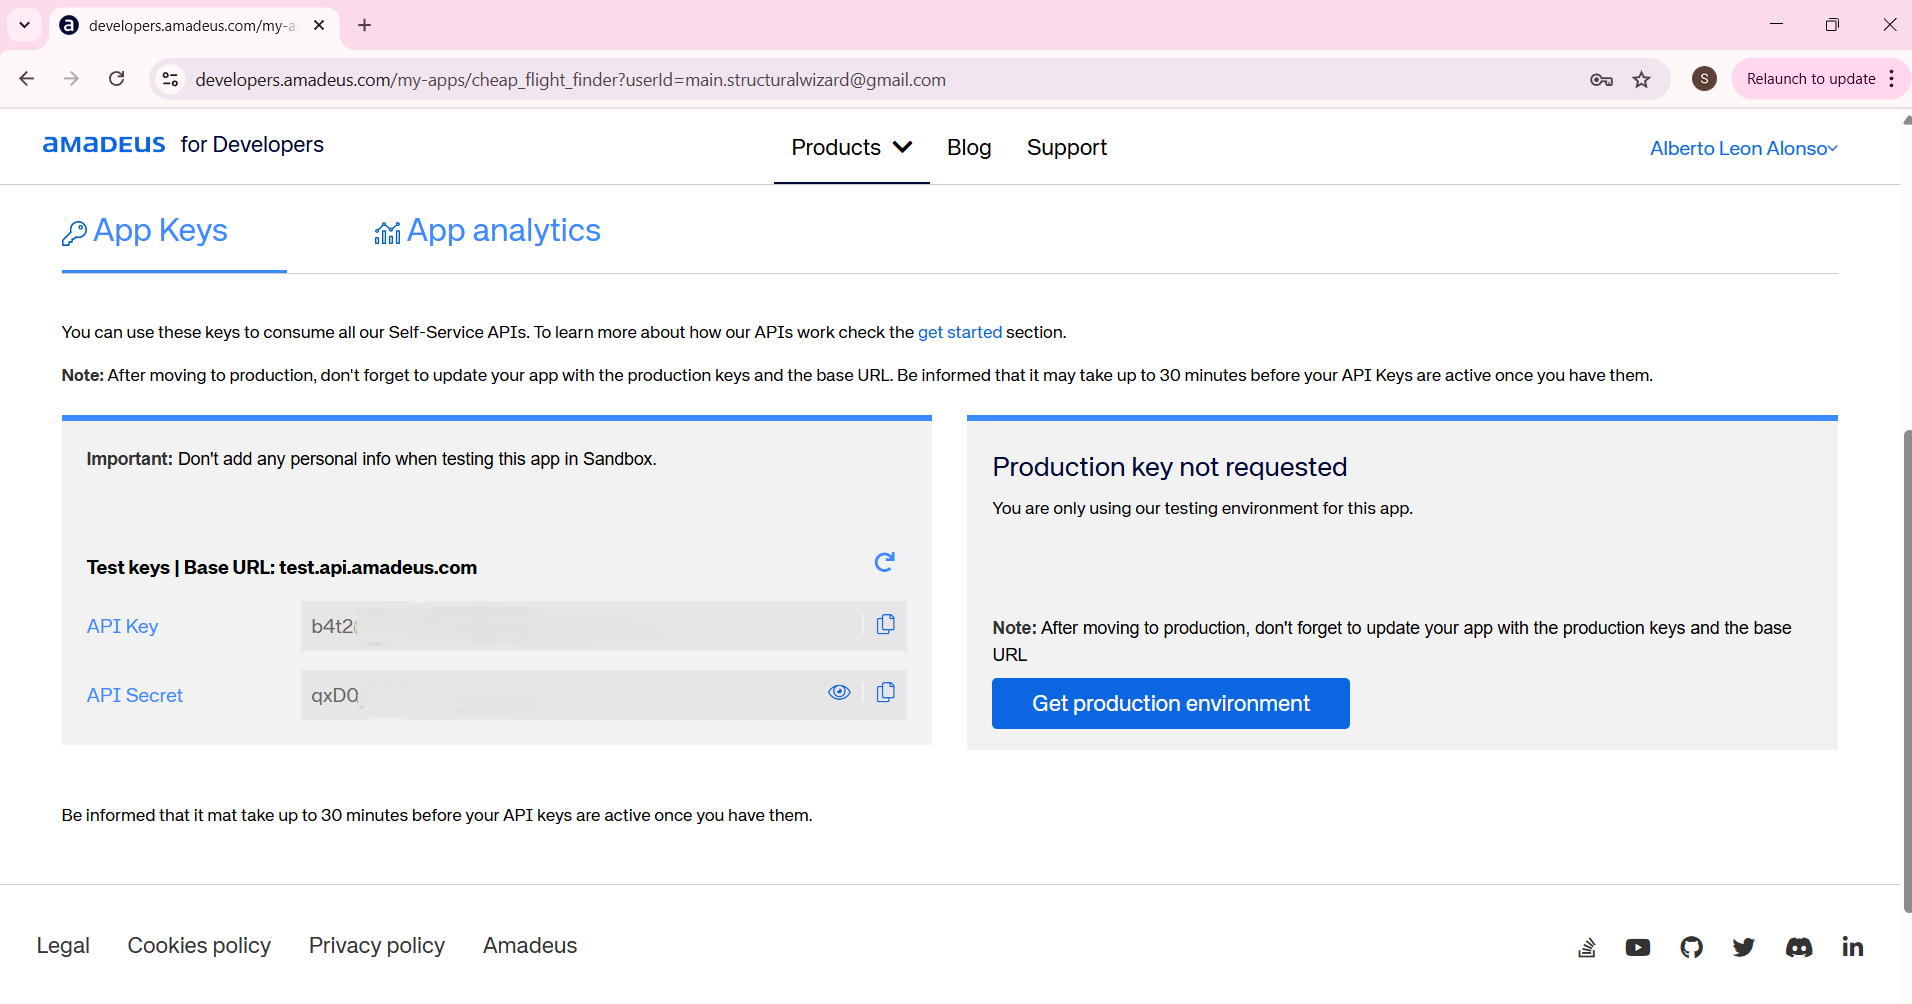 developers.amadeus.com/my-a
developers.amadeus.com/my-apps/cheap_flight_finder?userId=main.structuralwizard@gmail.com
S
Relaunch to update
amadeus for Developers
Products
Blog
Support
Alberto Leon Alonso
App Keys
App analytics
You can use these keys to consume all our Self-Service APIs. To learn more about how our APIs work check the get started section.
Note: After moving to production, don't forget to update your app with the production keys and the base URL. Be informed that it may take up to 30 minutes before your API Keys are active once you have them.
Important: Don't add any personal info when testing this app in Sandbox.
Test keys | Base URL: test.api.amadeus.com
API Key
b4t2
API Secret
qxD0
Production key not requested
You are only using our testing environment for this app.
Note: After moving to production, don't forget to update your app with the production keys and the base
URL
Get production environment
Be informed that it mat take up to 30 minutes before your API keys are active once you have them.
Legal
Cookies policy
Privacy policy
Amadeus